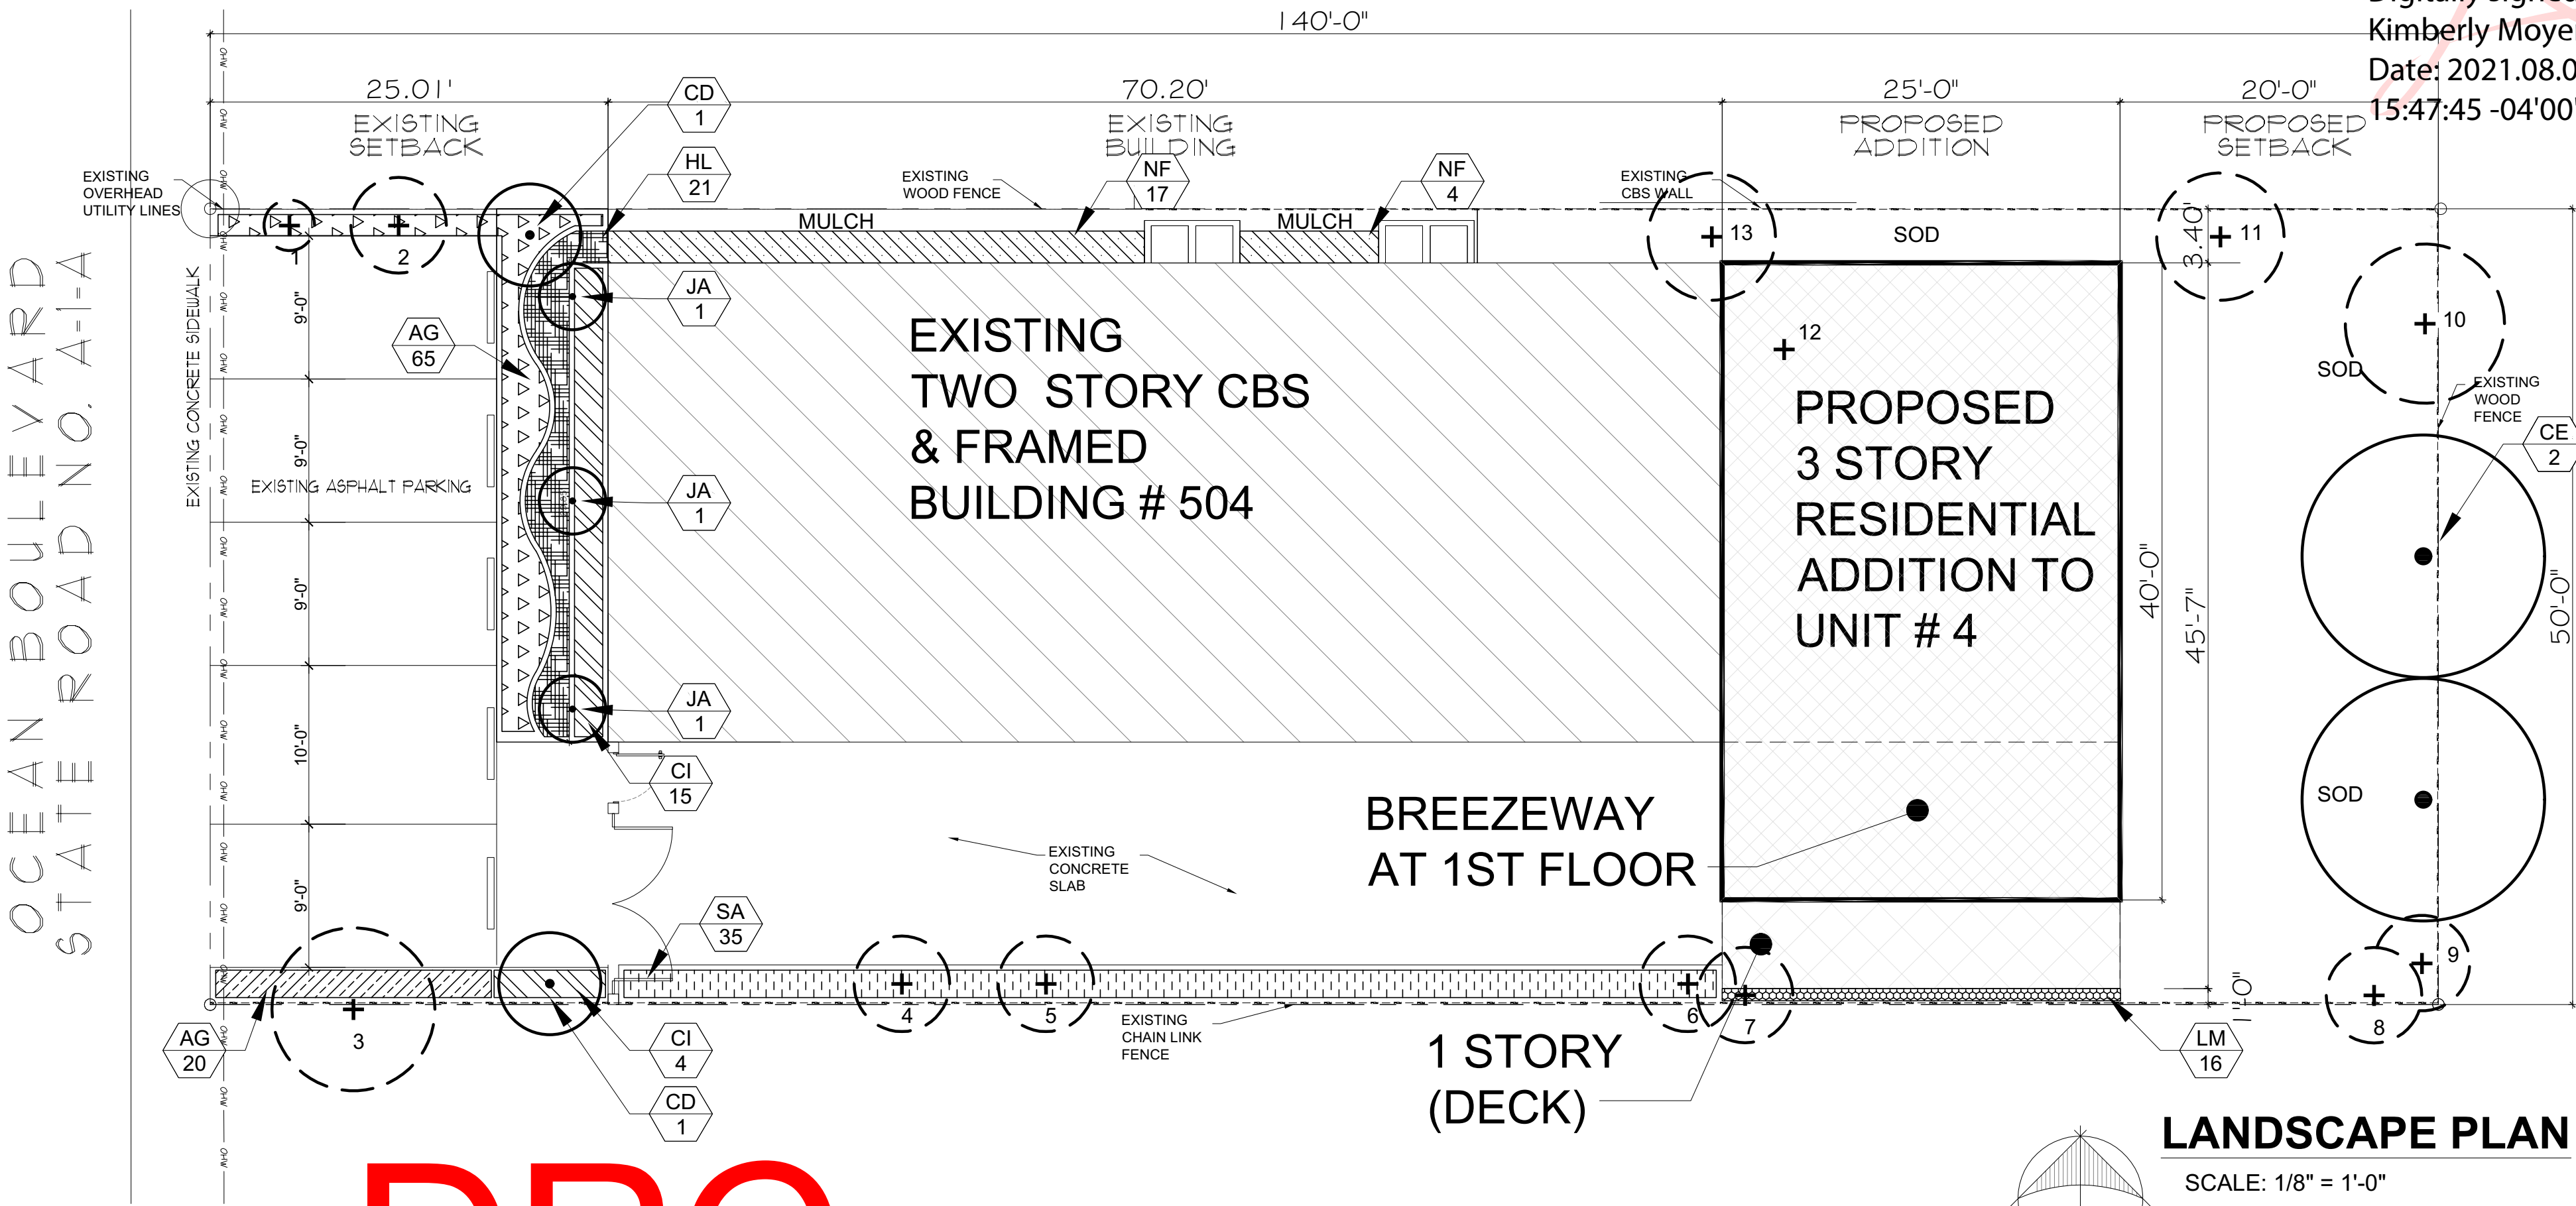 140'-0"
Kimberly Moye
Date: 2021.08.0
15:47:45 -04'00'
25.01'
EXISTING
SETBACK
70.20'
EXISTING
BUILDING
25'-0"
PROPOSED
ADDITION
20'-0"
PROPOSED
SETBACK
CD
1
HL
21
NF
17
NF
4
EXISTING
OVERHEAD
UTILITY LINES
EXISTING
WOOD FENCE
EXISTING
CBS WALL
MULCH
MULCH
SOD
1
2
13
11
3.40'
10
12
SOD
EXISTING
WOOD
FENCE
CE
2
OCEAN BOULEVARD
STATE ROAD NO. A-1-A
EXISTING CONCRETE SIDEWALK
OHW
9'-0"
9'-0"
9'-0"
10'-0"
9'-0"
EXISTING ASPHALT PARKING
AG
65
JA
1
JA
1
JA
1
CI
15
EXISTING
TWO STORY CBS
& FRAMED
BUILDING # 504
PROPOSED
3 STORY
RESIDENTIAL
ADDITION TO
UNIT # 4
40'-0"
45'-7"
50'-0"
SOD
BREEZEWAY
AT 1ST FLOOR
EXISTING
CONCRETE
SLAB
SA
35
AG
20
3
CI
4
CD
1
4
5
EXISTING
CHAIN LINK
FENCE
6
7
1 STORY
(DECK)
8
9
1'-0"
LM
16
LANDSCAPE PLAN
SCALE: 1/8" = 1'-0"